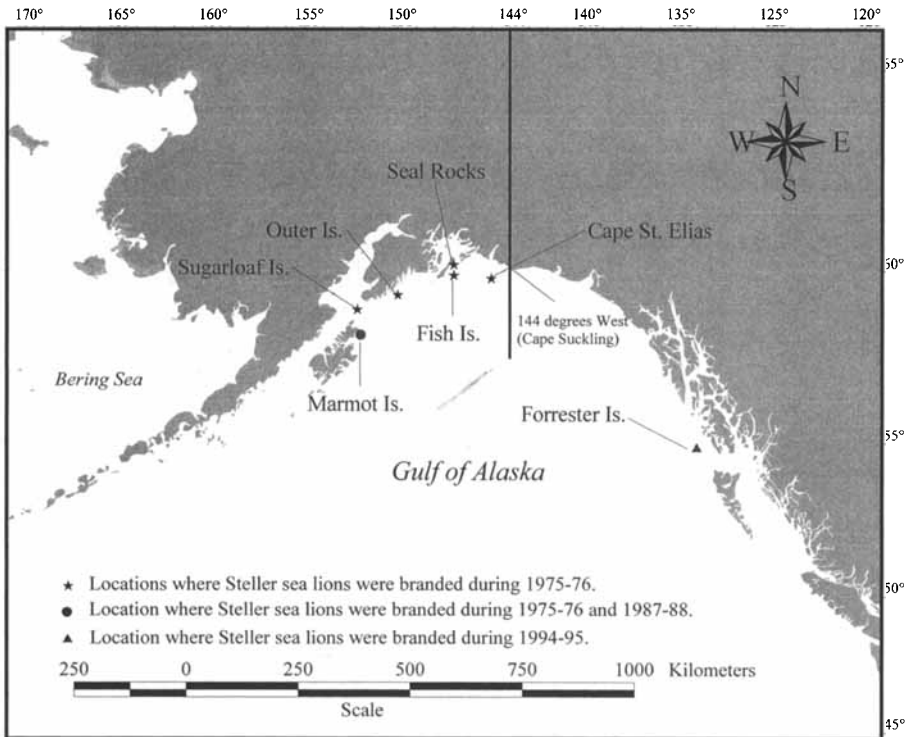 170° 165° 160° 155° 150° 144° 140° 134° 125° 120°
55°
N
W E
S
Seal Rocks
Outer Is.
Cape St. Elias
Sugarloaf Is.
60°
144 degrees West
(Cape Suckling)
Fish Is.
Bering Sea
Marmot Is.
Forrester Is.
55°
Gulf of Alaska
★ Locations where Steller sea lions were branded during 1975-76.
● Location where Steller sea lions were branded during 1975-76 and 1987-88.
▲ Location where Steller sea lions were branded during 1994-95.
50°
250 0 250 500 750 1000 Kilometers
Scale
45°